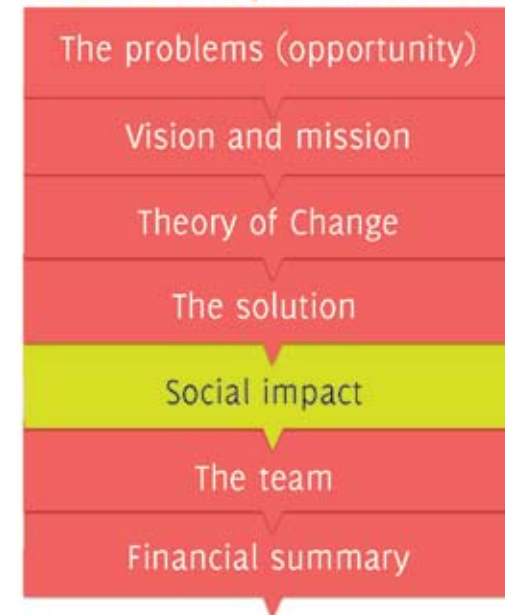 The problems (opportunity)
Vision and mission
Theory of Change
The solution
Social impact
The team
Financial summary